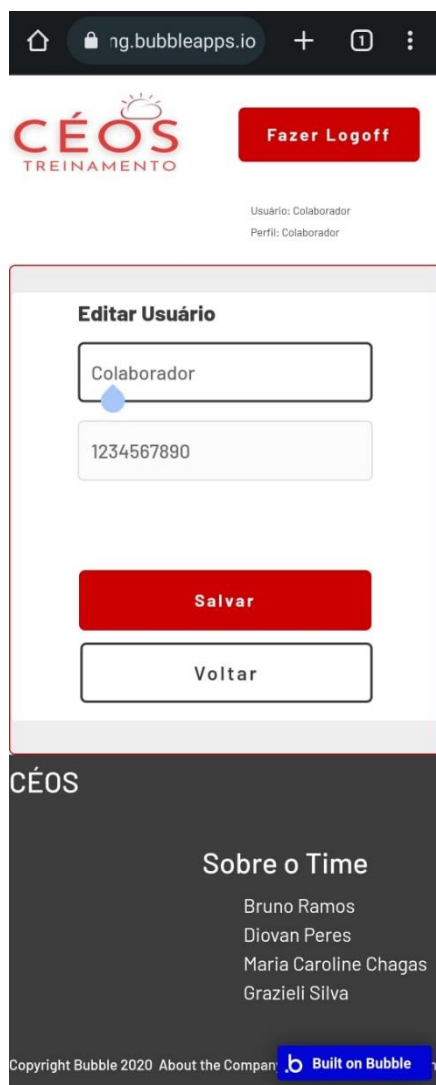 ng.bubbleapps.io
1
CÉOS
TREINAMENTO
Fazer Logoff
Usuário: Colaborador
Perfil: Colaborador
Editar Usuário
Colaborador
1234567890
Salvar
Voltar
CÉOS
Sobre o Time
Bruno Ramos
Diovan Peres
Maria Caroline Chagas
Grazieli Silva
Copyright Bubble 2020 About the Company
Built on Bubble